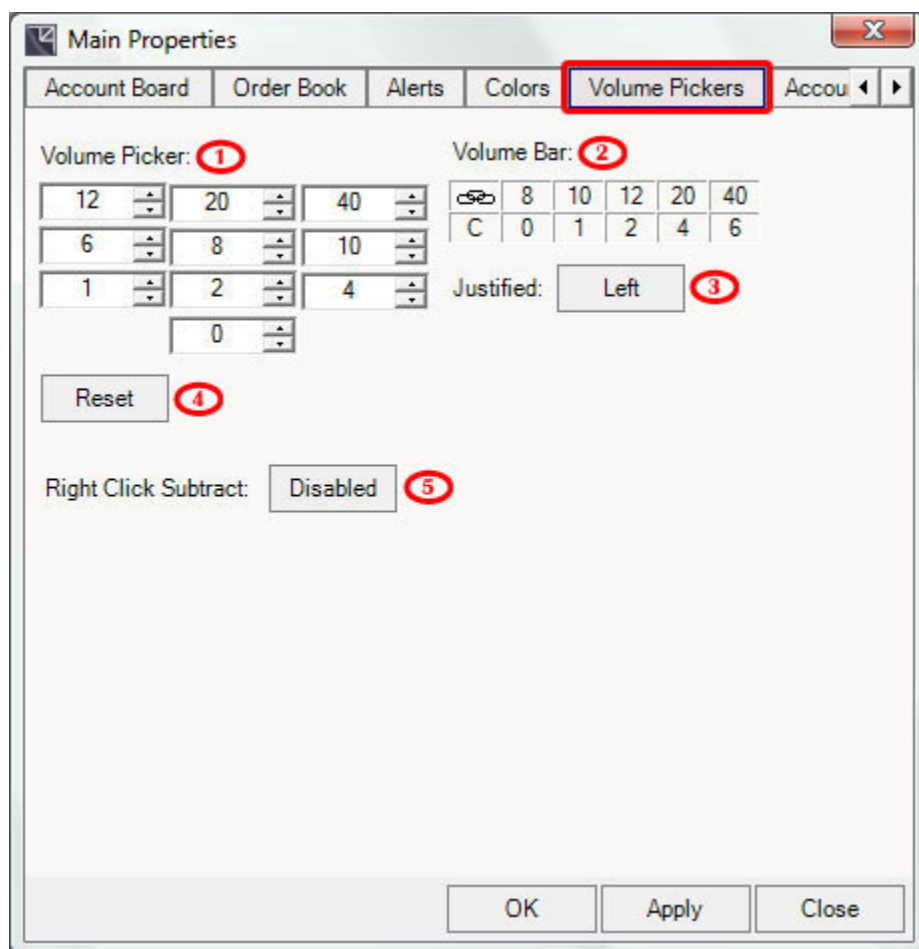 Main Properties
Account Board Order Book Alerts Colors Volume Pickers Accou
Volume Picker: 1
12 20 40
6 8 10
1 2 4
0
Volume Bar: 2
8 10 12 20 40
C 0 1 2 4 6
Justified: Left 3
Reset 4
Right Click Subtract: Disabled 5
OK Apply Close